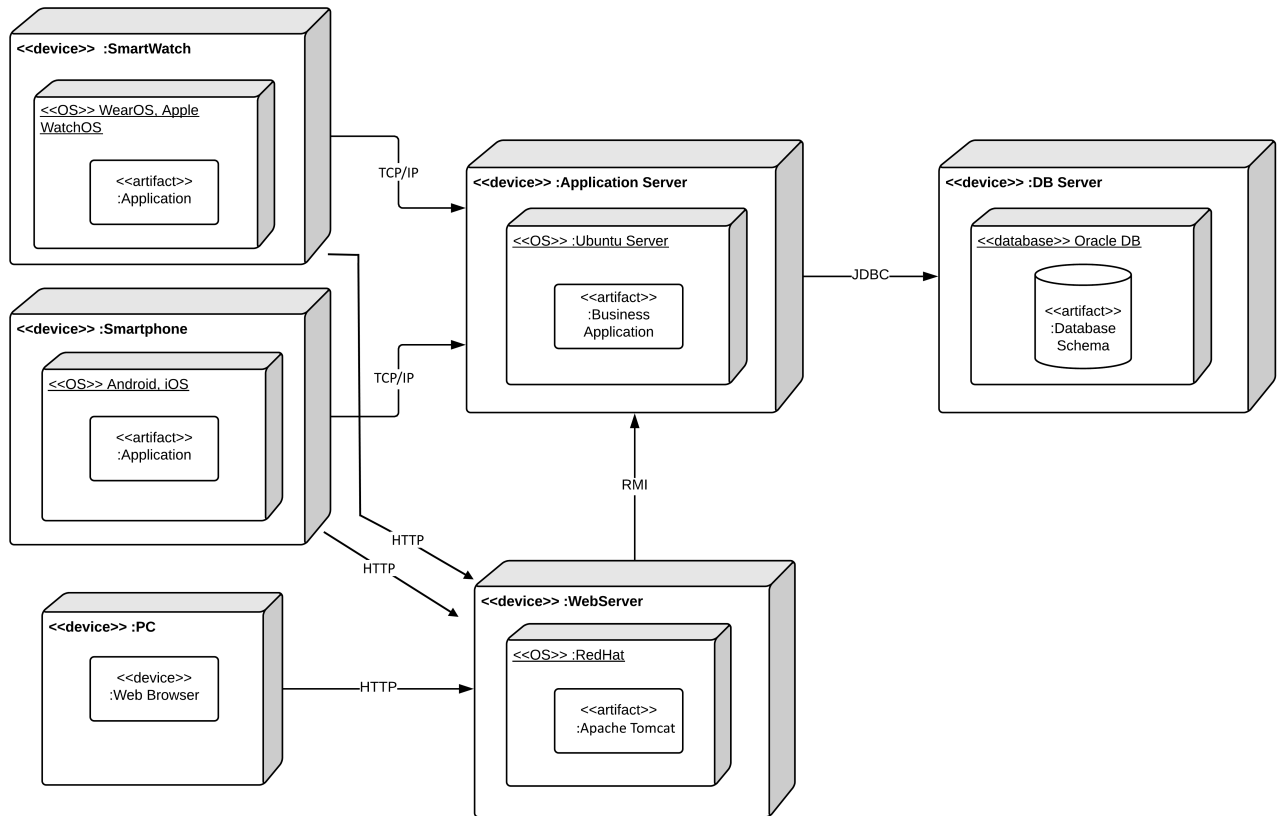 <<device>>  :SmartWatch
<<OS>> WearOS, Apple
WatchOS
<<artifact>>
:Application
TCP/IP
<<device>> :Smartphone
<<OS>> Android, iOS
<<artifact>>
:Application
TCP/IP
<<device>> :Application Server
<<OS>> :Ubuntu Server
<<artifact>>
:Business
Application
JDBC
<<device>> :DB Server
<<database>> Oracle DB
<<artifact>>
:Database
Schema
RMI
HTTP
HTTP
<<device>> :PC
<<device>>
:Web Browser
HTTP
<<device>> :WebServer
<<OS>> :RedHat
<<artifact>>
:Apache Tomcat